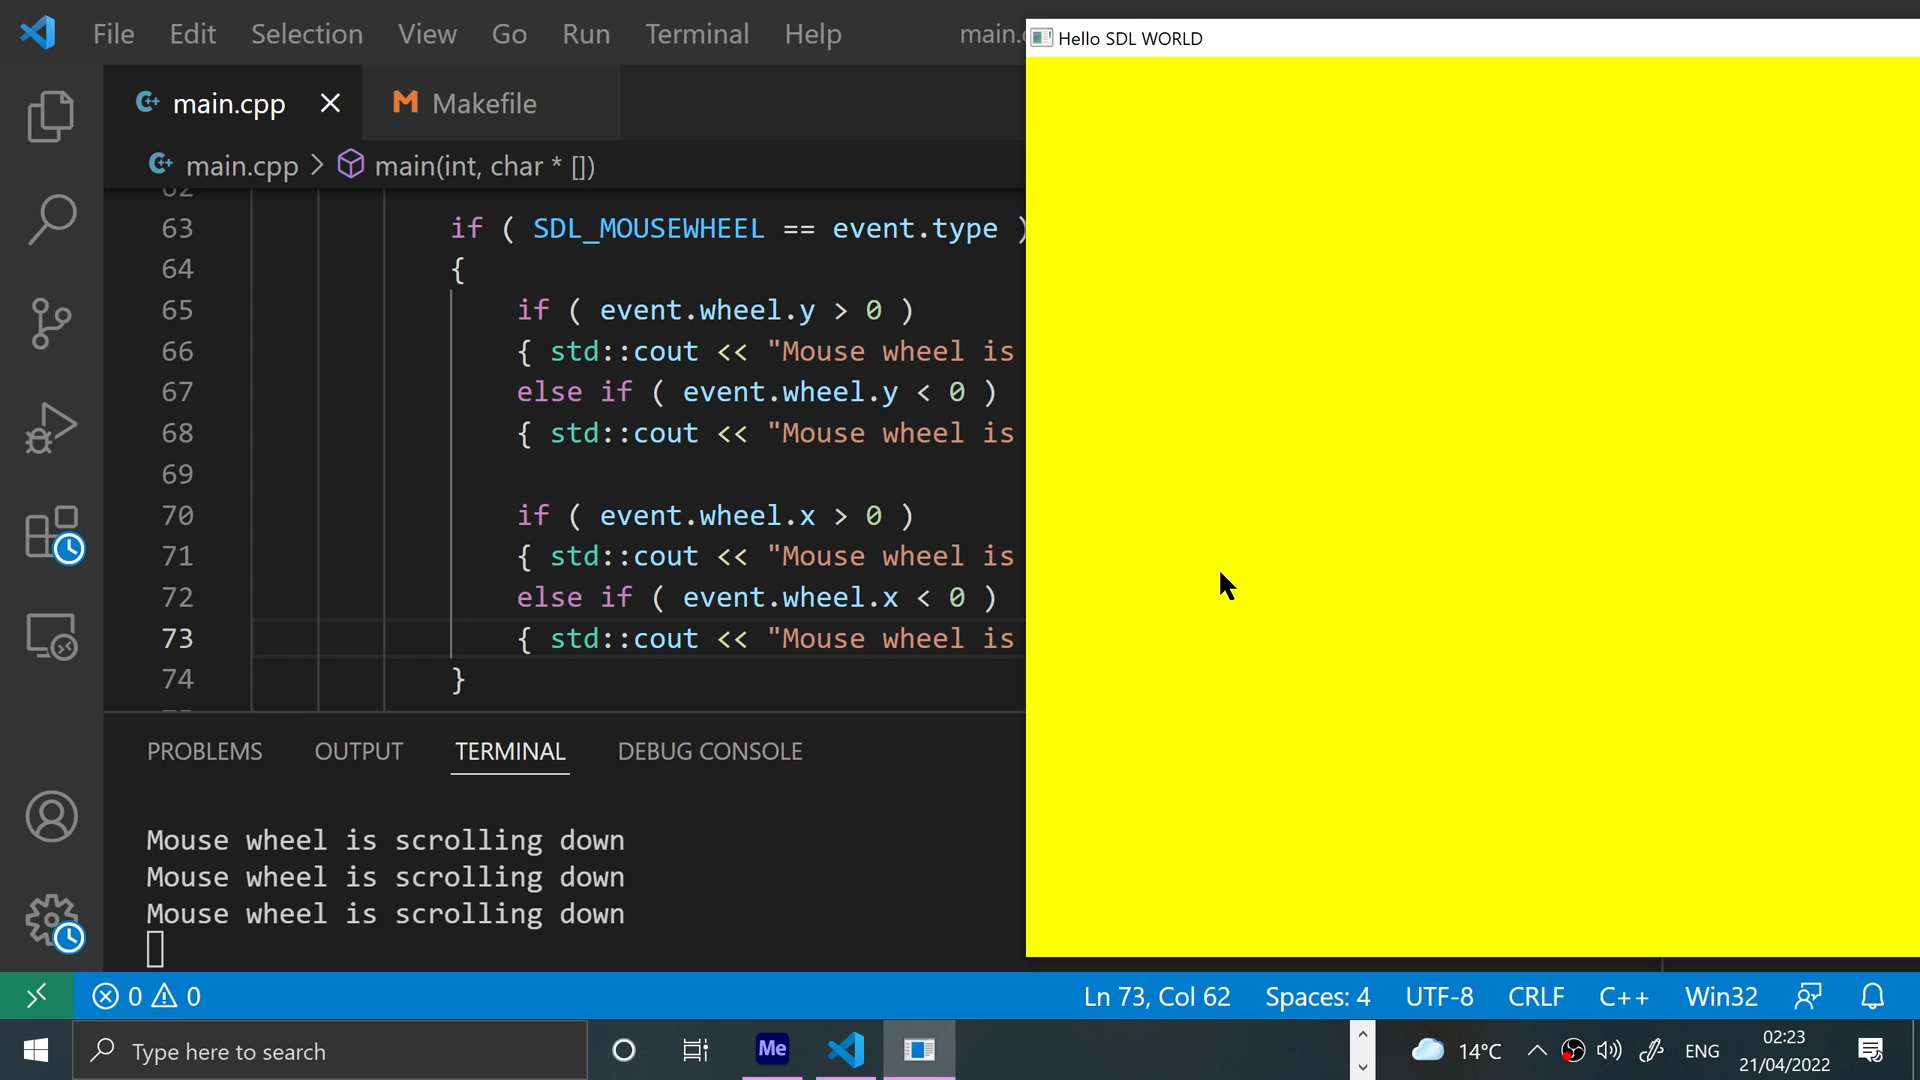 File Edit Selection View Go Run Terminal Help main.
Hello SDL WORLD
main.cpp Makefile
main.cpp > main(int, char * [])
62
63 if ( SDL_MOUSEWHEEL == event.type )
64 {
65 if ( event.wheel.y > 0 )
66 { std::cout << "Mouse wheel is
67 else if ( event.wheel.y < 0 )
68 { std::cout << "Mouse wheel is
69
70 if ( event.wheel.x > 0 )
71 { std::cout << "Mouse wheel is
72 else if ( event.wheel.x < 0 )
73 { std::cout << "Mouse wheel is
74 }
PROBLEMS OUTPUT TERMINAL DEBUG CONSOLE
Mouse wheel is scrolling down
Mouse wheel is scrolling down
Mouse wheel is scrolling down
0 0 Ln 73, Col 62 Spaces: 4 UTF-8 CRLF C++ Win32
Type here to search Me 14°C ENG 02:23
21/04/2022